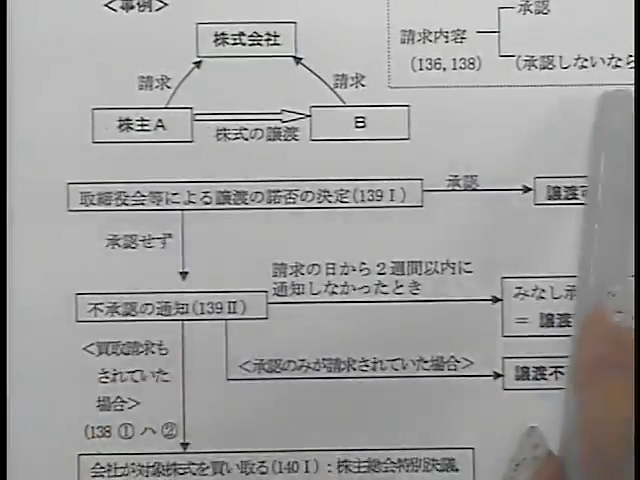 ＜事例＞
株式会社
請求
請求
株主A
株式の譲渡
B
請求内容
(136, 138)
承認
(承認しないなら
取締役会等による譲渡の諾否の決定(139Ⅰ)
承認
譲渡
承認せず
請求の日から２週間以内に
通知しなかったとき
不承認の通知(139Ⅱ)
みなし承
＝ 譲渡
＜買取請求も
されていた
場合＞
(138 ① ハ ②)
＜承認のみが請求されていた場合＞
譲渡不
会社が対象株式を買い取る(140Ⅰ)：株主総会特別決議